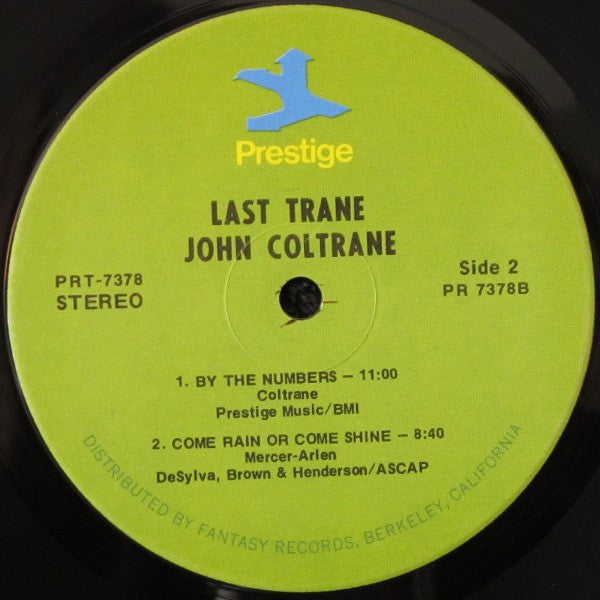 Prestige
LAST TRANE
JOHN COLTRANE
PRT-7378
STEREO
Side 2
PR 7378B
1. BY THE NUMBERS – 11:00
Coltrane
Prestige Music/BMI
2. COME RAIN OR COME SHINE – 8:40
Mercer-Arlen
DeSylva, Brown & Henderson/ASCAP
DISTRIBUTED BY FANTASY RECORDS, BERKELEY, CALIFORNIA